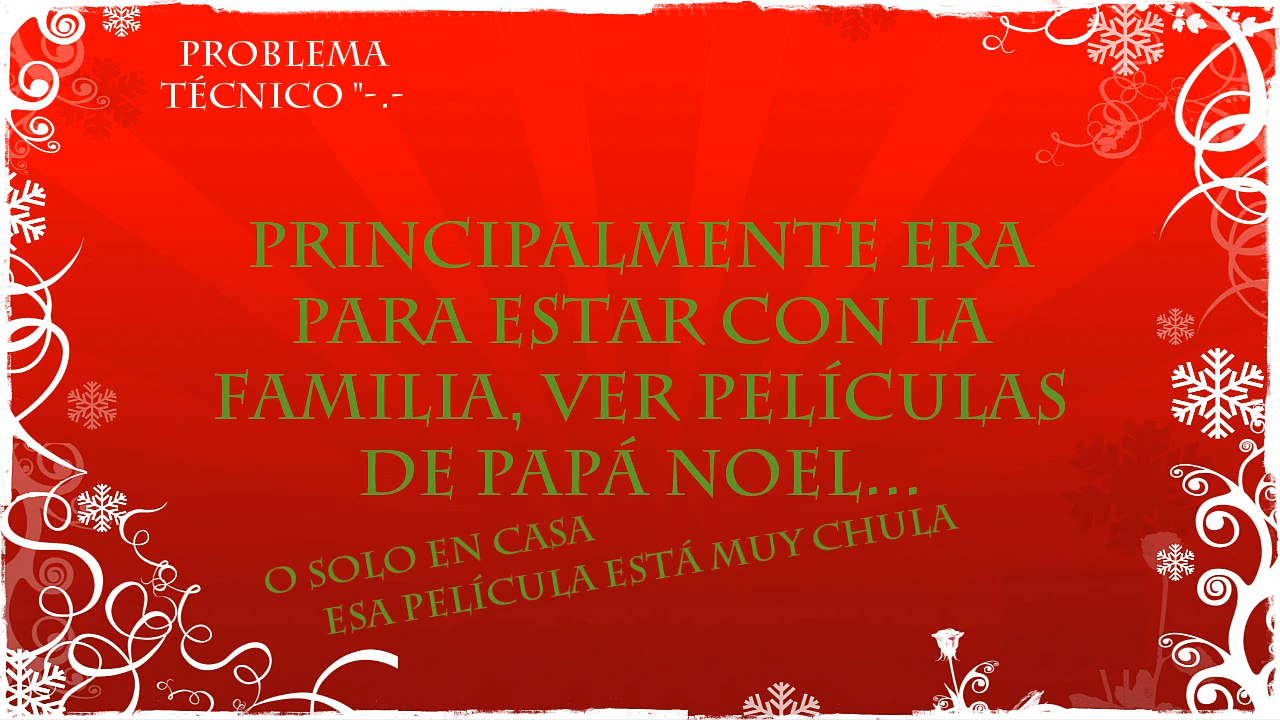 PROBLEMA
TÉCNICO "-.-
PRINCIPALMENTE ERA
PARA ESTAR CON LA
FAMILIA, VER PELÍCULAS
DE PAPÁ NOEL...
O SOLO EN CASA
ESA PELÍCULA ESTÁ MUY CHULA